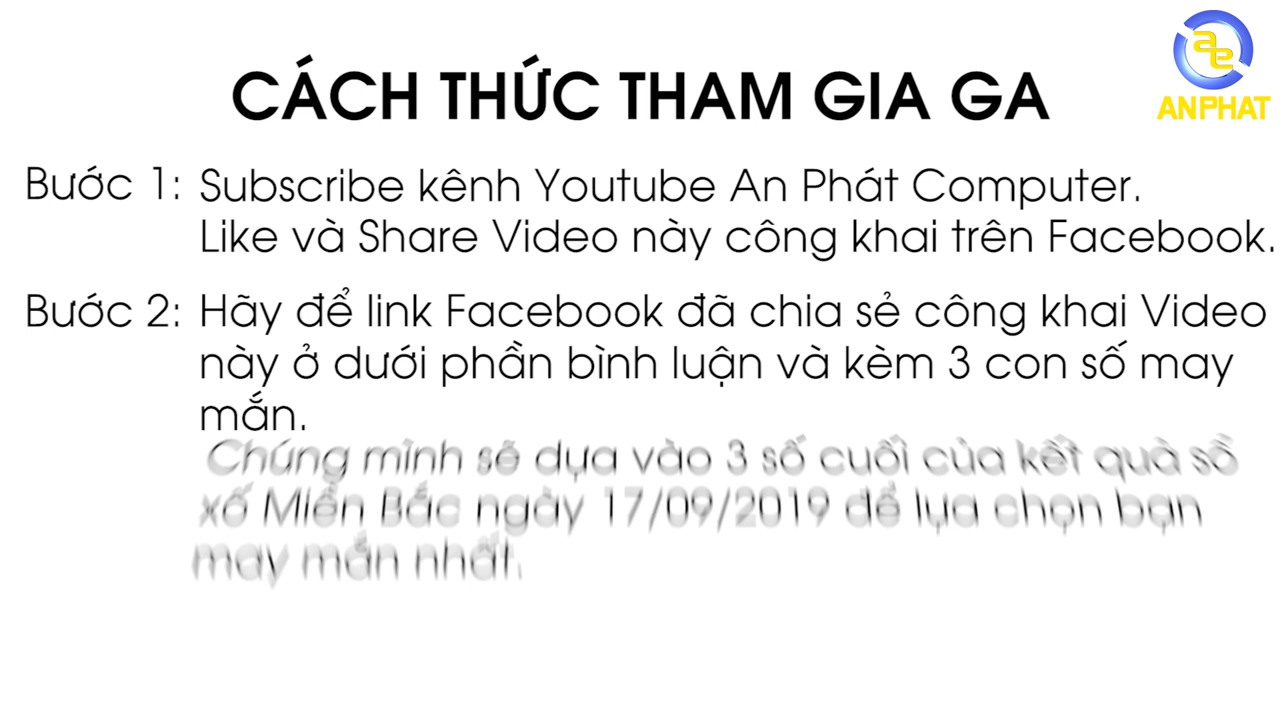 CÁCH THỨC THAM GIA GA
ANPHAT
Bước 1: Subscribe kênh Youtube An Phát Computer.
Like và Share Video này công khai trên Facebook.
Bước 2: Hãy để link Facebook đã chia sẻ công khai Video
này ở dưới phần bình luận và kèm 3 con số may
mắn.
Chúng mình sẽ dựa vào 3 số cuối của kết quả sổ
xố Miền Bắc ngày 17/09/2019 để lựa chọn bạn
may mắn nhất.